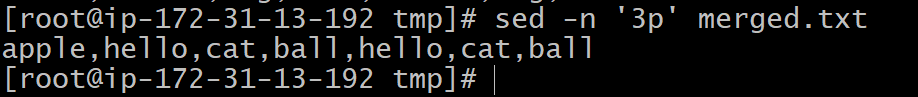 [root@ip-172-31-13-192 tmp]# sed -n '3p' merged.txt
apple,hello,cat,ball,hello,cat,ball
[root@ip-172-31-13-192 tmp]#